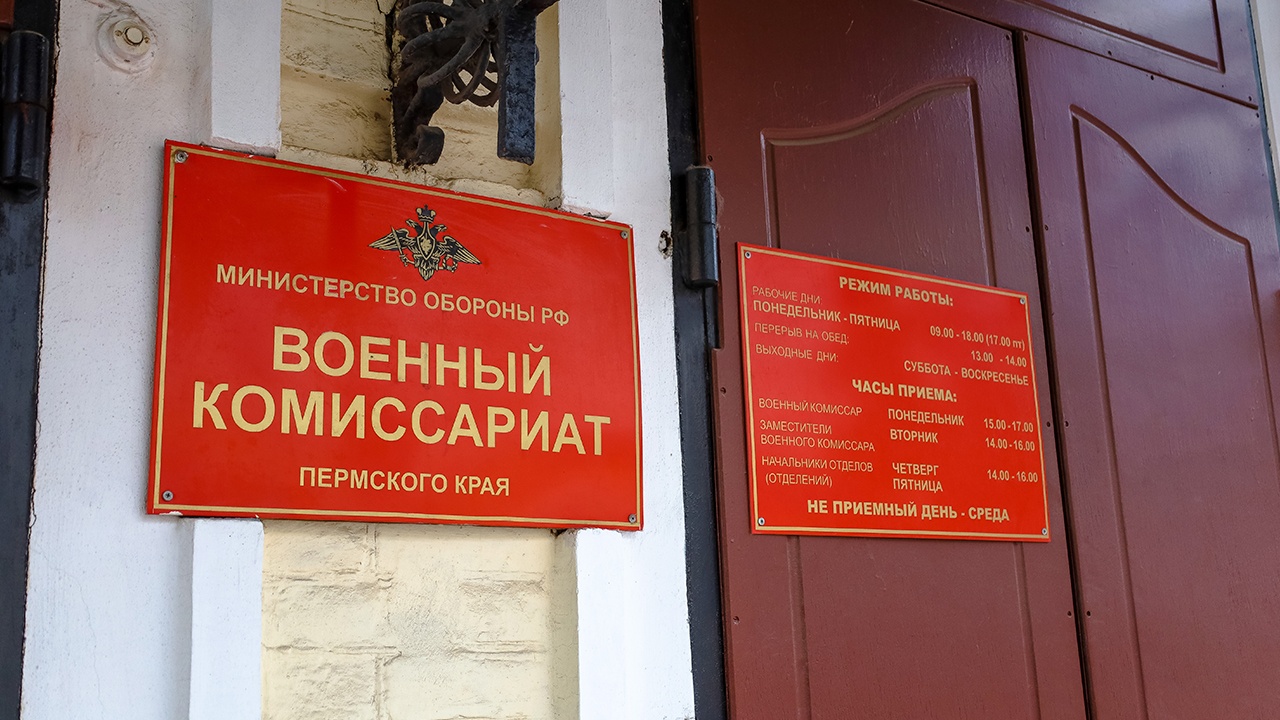 МИНИСТЕРСТВО ОБОРОНЫ РФ
ВОЕННЫЙ
КОМИССАРИАТ
ПЕРМСКОГО КРАЯ
РЕЖИМ РАБОТЫ:
РАБОЧИЕ ДНИ
ПОНЕДЕЛЬНИК - ПЯТНИЦА 09.00 - 18.00 (17.00 пт)
ПЕРЕРЫВ НА ОБЕД: 13.00 - 14.00
ВЫХОДНЫЕ ДНИ: СУББОТА - ВОСКРЕСЕНЬЕ
ЧАСЫ ПРИЕМА:
ВОЕННЫЙ КОМИССАР ПОНЕДЕЛЬНИК 15.00 - 17.00
ЗАМЕСТИТЕЛИ ВТОРНИК 14.00 - 16.00
ВОЕННОГО КОМИССАРА
НАЧАЛЬНИКИ ОТДЕЛОВ ЧЕТВЕРГ 14.00 - 16.00
(ОТДЕЛЕНИЙ) ПЯТНИЦА
НЕ ПРИЕМНЫЙ ДЕНЬ - СРЕДА